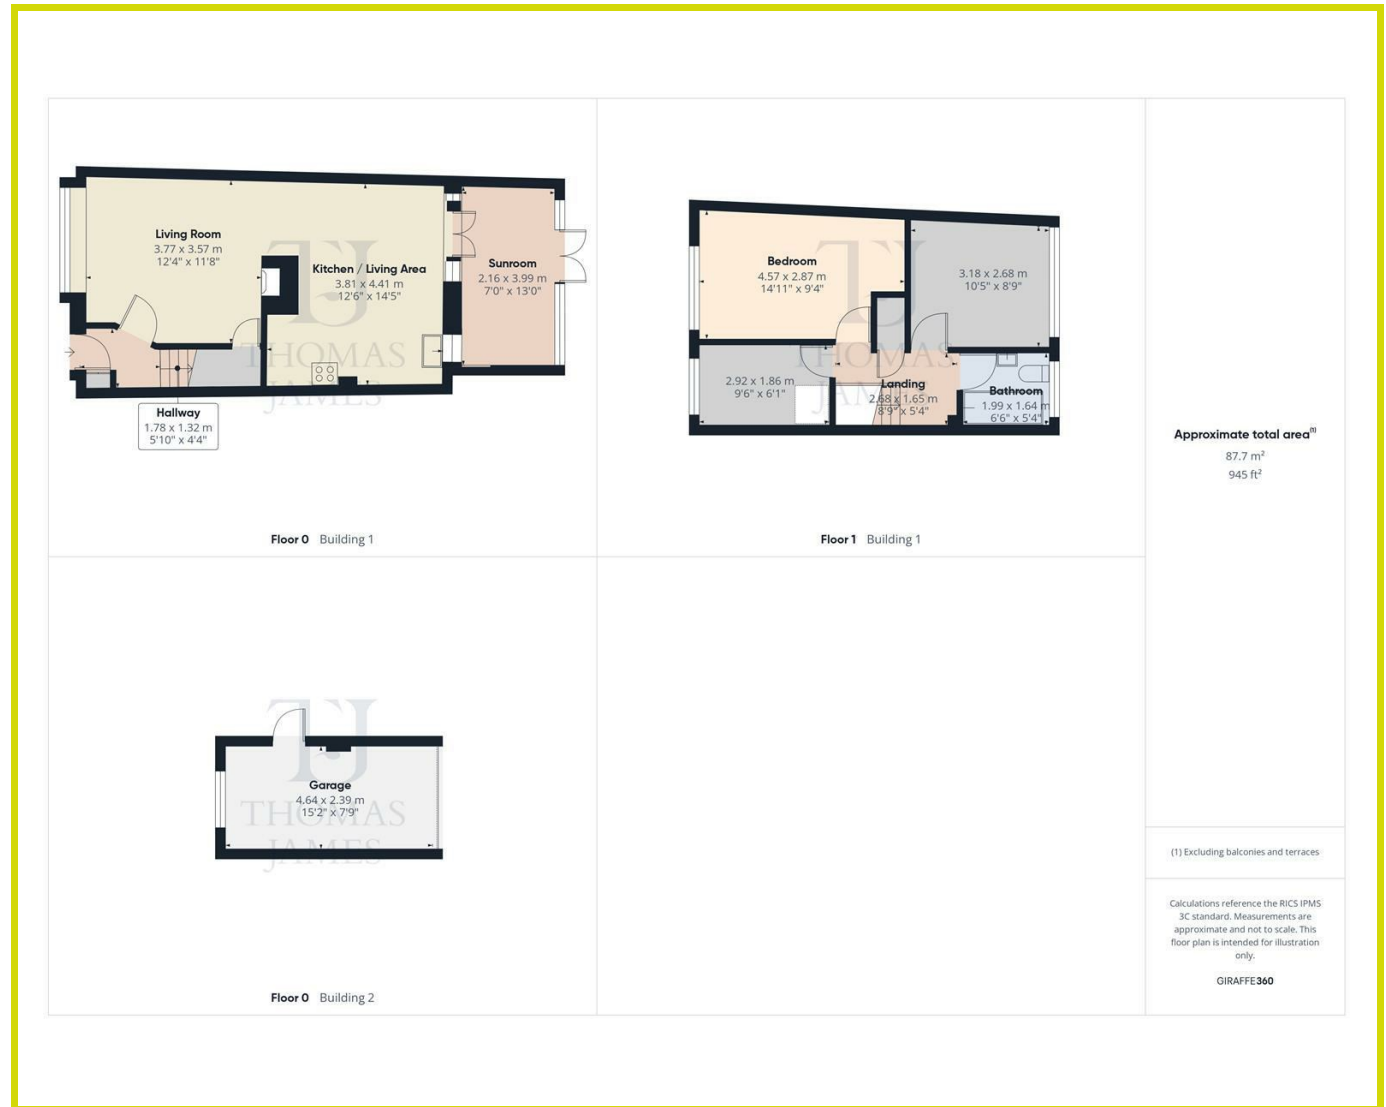 Living Room
3.77 x 3.57 m
12'4" x 11'8"
Kitchen / Living Area
3.81 x 4.41 m
12'6" x 14'5"
Sunroom
2.16 x 3.99 m
7'0" x 13'0"
THOMAS
JAMES
Hallway
1.78 x 1.32 m
5'10" x 4'4"
Floor 0 Building 1
Bedroom
4.57 x 2.87 m
14'11" x 9'4"
3.18 x 2.68 m
10'5" x 8'9"
THOMAS
JAMES
2.92 x 1.86 m
9'6" x 6'1"
Landing
2.68 x 1.65 m
8'9" x 5'4"
Bathroom
1.99 x 1.64 m
6'6" x 5'4"
Floor 1 Building 1
Approximate total area(1)
87.7 m²
945 ft²
Garage
4.64 x 2.39 m
15'2" x 7'9"
THOMAS
JAMES
Floor 0 Building 2
(1) Excluding balconies and terraces
Calculations reference the RICS IPMS
3C standard. Measurements are
approximate and not to scale. This
floor plan is intended for illustration
only.
GIRAFFE360